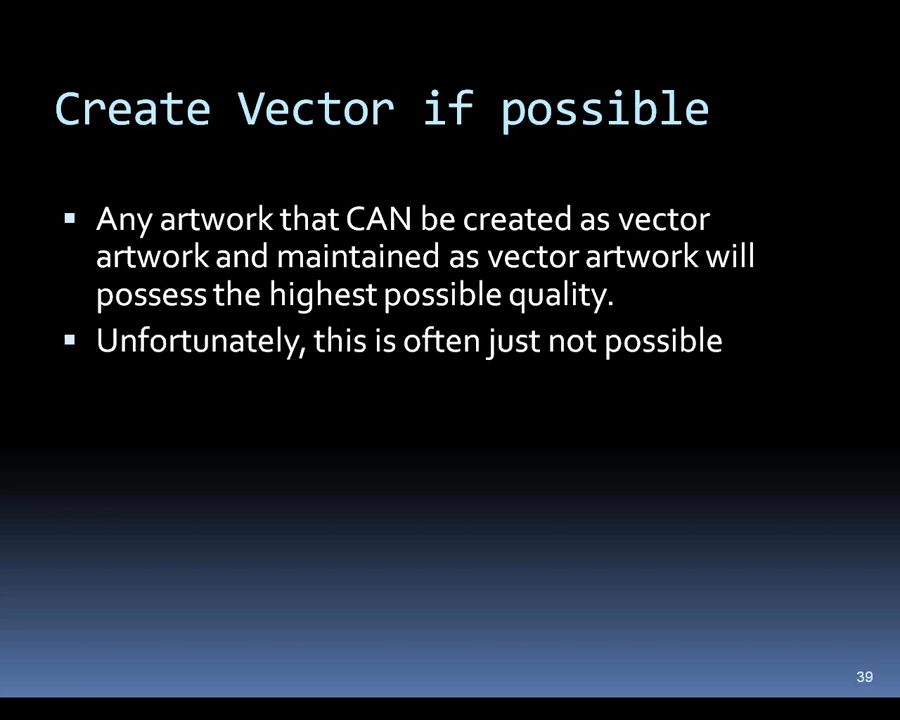 Create Vector if possible
▪ Any artwork that CAN be created as vector
artwork and maintained as vector artwork will
possess the highest possible quality.
▪ Unfortunately, this is often just not possible
39